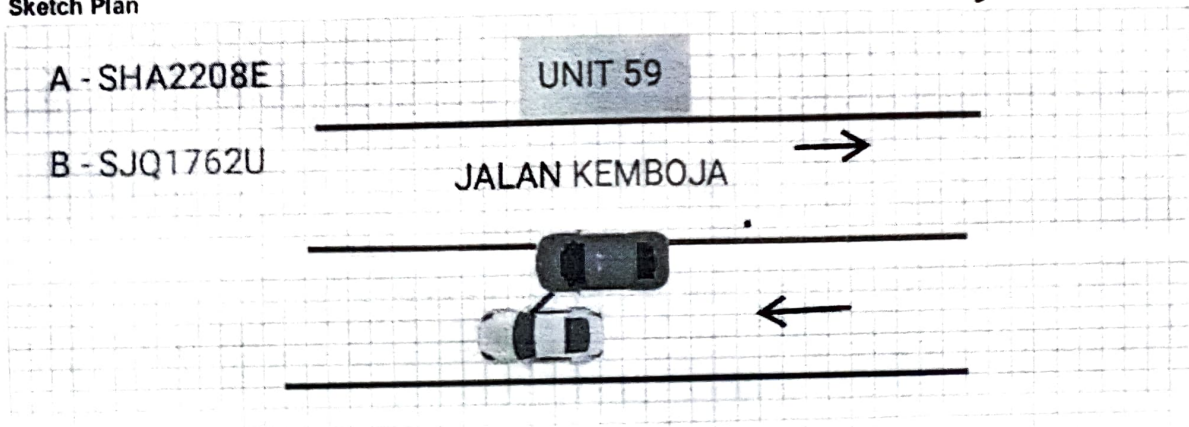 Sketch Plan
A - SHA2208E
UNIT 59
B - SJQ1762U
JALAN KEMBOJA